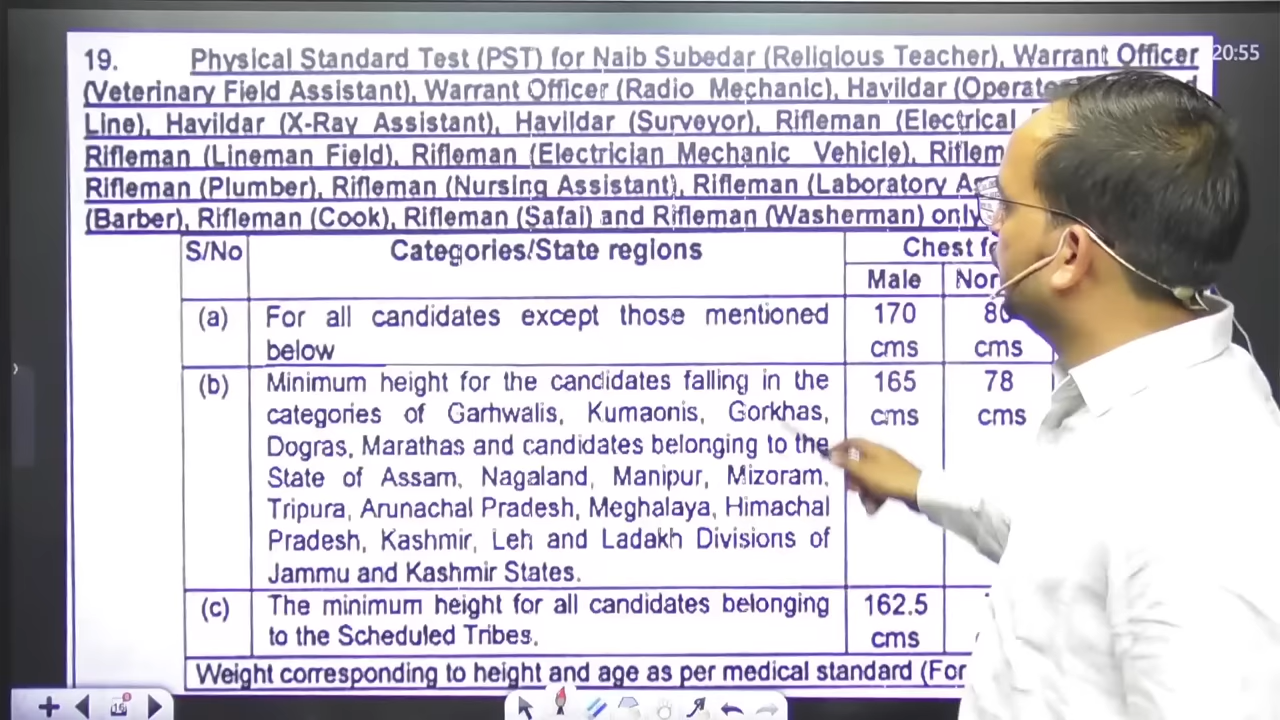 19. Physical Standard Test (PST) for Naib Subedar (Religious Teacher), Warrant Officer
20:55
(Veterinary Field Assistant), Warrant Officer (Radio Mechanic), Havildar
Line), Havildar (X-Ray Assistant), Havildar (Surveyor), Rifleman (Electrical
Rifleman (Lineman Field), Rifleman (Electrician Mechanic Vehicle),
Rifleman (Plumber), Rifleman (Nursing Assistant), Rifleman (Laboratory
(Barber), Rifleman (Cook), Rifleman (Safai) and Rifleman (Washerman) only
S/No Categories/State regions Chest
Male
(a) For all candidates except those mentioned 170 80
below cms cms
(b) Minimum height for the candidates falling in the 165 78
categories of Garhwalis, Kumaonis, Gorkhas, cms cms
Dogras, Marathas and candidates belonging to the
State of Assam, Nagaland, Manipur, Mizoram,
Tripura, Arunachal Pradesh, Meghalaya, Himachal
Pradesh, Kashmir, Leh and Ladakh Divisions of
Jammu and Kashmir States.
(c) The minimum height for all candidates belonging 162.5
to the Scheduled Tribes. cms
Weight corresponding to height and age as per medical standard (For